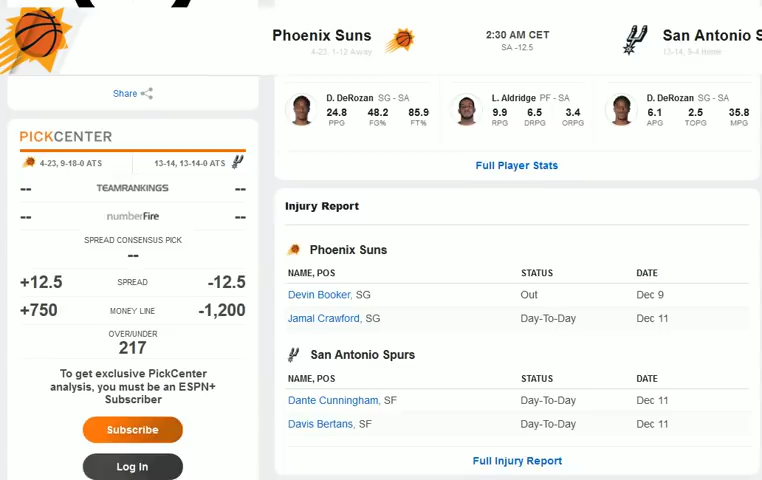 Phoenix Suns
4-23, 1-12 Away
2:30 AM CET
SA -12.5
San Antonio S
13-14, 9-4 Home
Share
PICKCENTER
4-23, 9-18-0 ATS
13-14, 13-14-0 ATS
-- TEAMRANKINGS --
-- numberFire --
SPREAD CONSENSUS PICK
--
+12.5 SPREAD -12.5
+750 MONEY LINE -1,200
OVER/UNDER
217
To get exclusive PickCenter
analysis, you must be an ESPN+
Subscriber
Subscribe
Log In
D. DeRozan SG - SA
24.8 48.2 85.9
PPG FG% FT%
L. Aldridge PF - SA
9.9 6.5 3.4
RPG DRPG ORPG
D. DeRozan SG - SA
6.1 2.5 35.8
APG TOPG MPG
Full Player Stats
Injury Report
Phoenix Suns
NAME, POS STATUS DATE
Devin Booker, SG Out Dec 9
Jamal Crawford, SG Day-To-Day Dec 11
San Antonio Spurs
NAME, POS STATUS DATE
Dante Cunningham, SF Day-To-Day Dec 11
Davis Bertans, SF Day-To-Day Dec 11
Full Injury Report